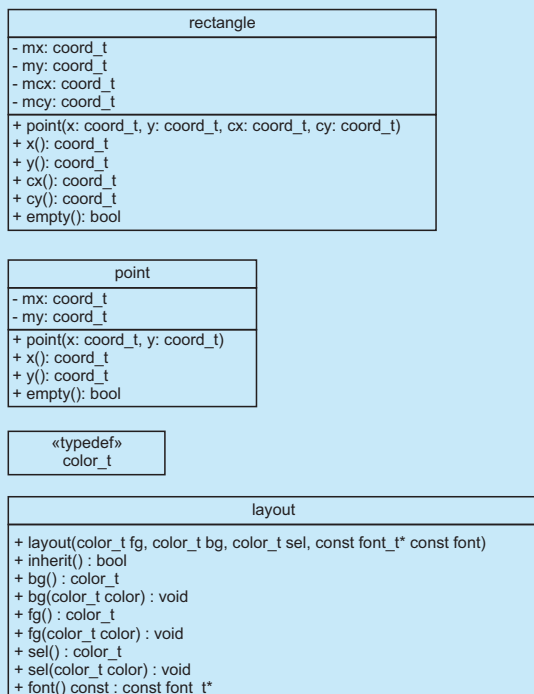 rectangle
- mx: coord_t
- my: coord_t
- mcx: coord_t
- mcy: coord_t
+ point(x: coord_t, y: coord_t, cx: coord_t, cy: coord_t)
+ x(): coord_t
+ y(): coord_t
+ cx(): coord_t
+ cy(): coord_t
+ empty(): bool
point
- mx: coord_t
- my: coord_t
+ point(x: coord_t, y: coord_t)
+ x(): coord_t
+ y(): coord_t
+ empty(): bool
«typedef»
color_t
layout
+ layout(color_t fg, color_t bg, color_t sel, const font_t* const font)
+ inherit() : bool
+ bg() : color_t
+ bg(color_t color) : void
+ fg() : color_t
+ fg(color_t color) : void
+ sel() : color_t
+ sel(color_t color) : void
+ font() const : const font_t*